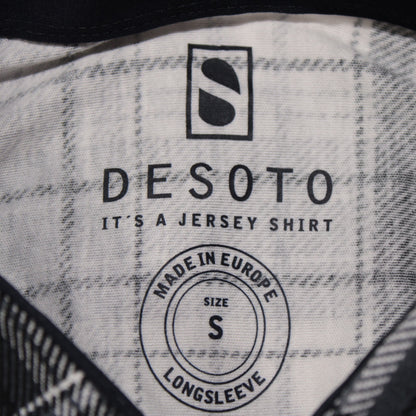 S
DESOTO
IT´S A JERSEY SHIRT
MADE IN EUROPE
SIZE
S
LONGSLEEVE